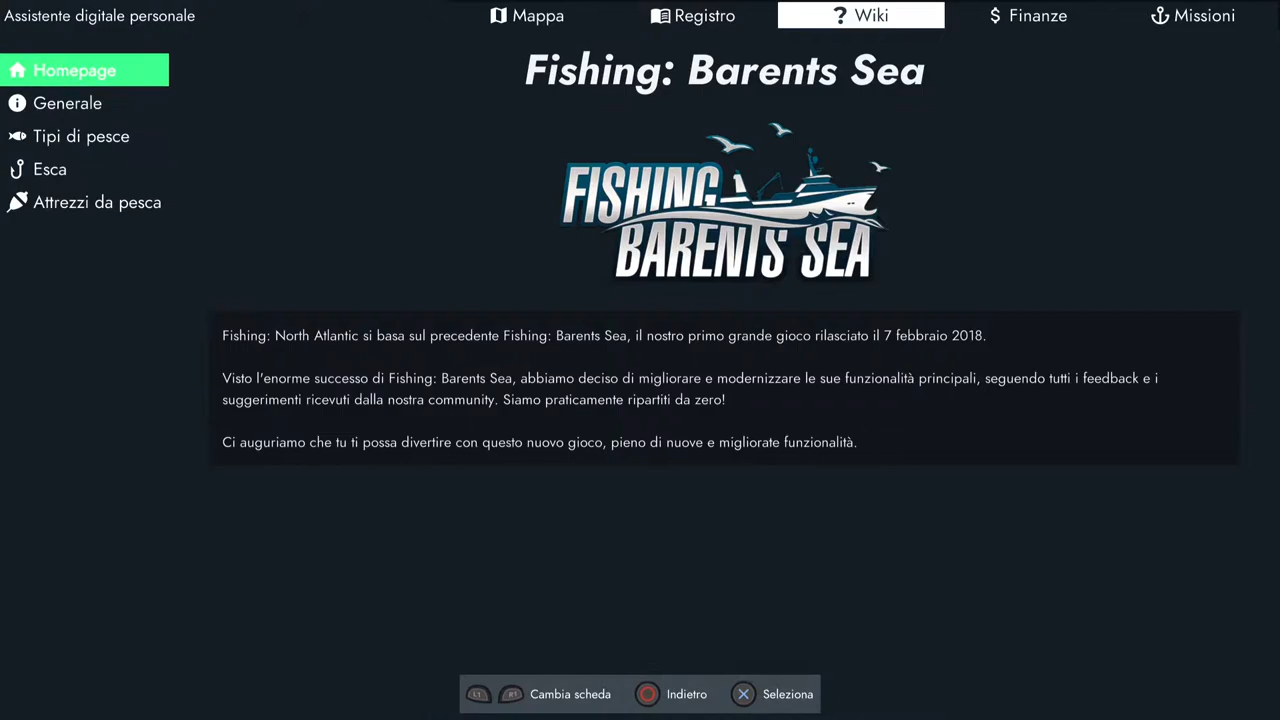 Assistente digitale personale
Mappa
Registro
? Wiki
$ Finanze
Missioni
Homepage
Generale
Tipi di pesce
Esca
Attrezzi da pesca
Fishing: Barents Sea
FISHING
BARENTS SEA
Fishing: North Atlantic si basa sul precedente Fishing: Barents Sea, il nostro primo grande gioco rilasciato il 7 febbraio 2018.
Visto l'enorme successo di Fishing: Barents Sea, abbiamo deciso di migliorare e modernizzare le sue funzionalità principali, seguendo tutti i feedback e i
suggerimenti ricevuti dalla nostra community. Siamo praticamente ripartiti da zero!
Ci auguriamo che tu ti possa divertire con questo nuovo gioco, pieno di nuove e migliorate funzionalità.
L1 R1 Cambia scheda
Indietro
Seleziona